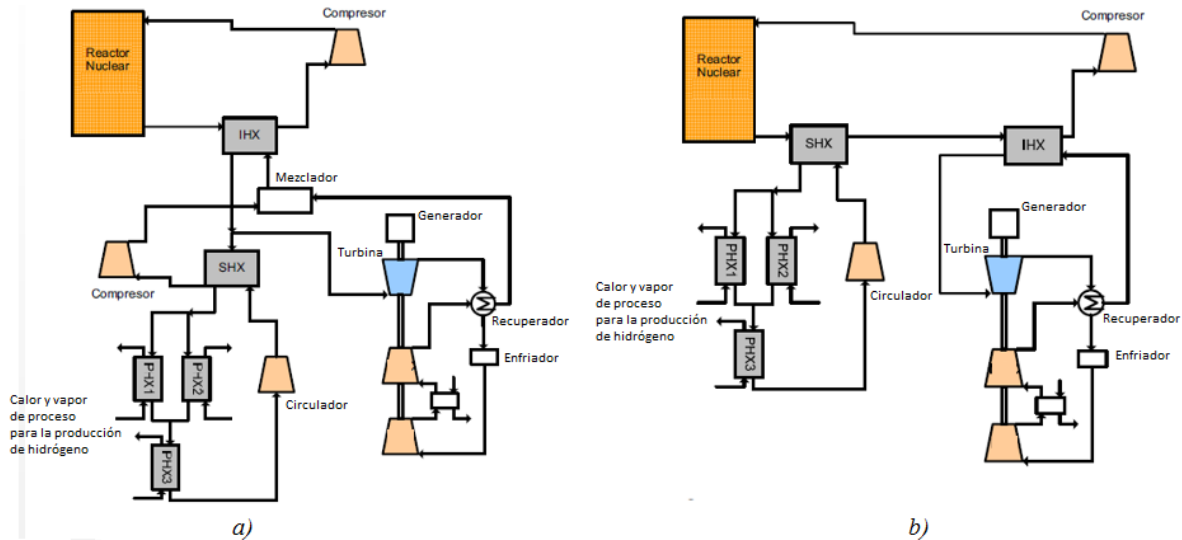 Compresor
Reactor
Nuclear
IHX
Mezclador
Generador
Turbina
SHX
Compresor
Recuperador
Enfriador
PHX1
PHX2
Circulador
Calor y vapor
de proceso
para la producción
de hidrógeno
PHX3
a)
Compresor
Reactor
Nuclear
SHX
IHX
Generador
Turbina
PHX1
PHX2
Calor y vapor
de proceso
para la producción
de hidrógeno
Circulador
Recuperador
PHX3
Enfriador
b)